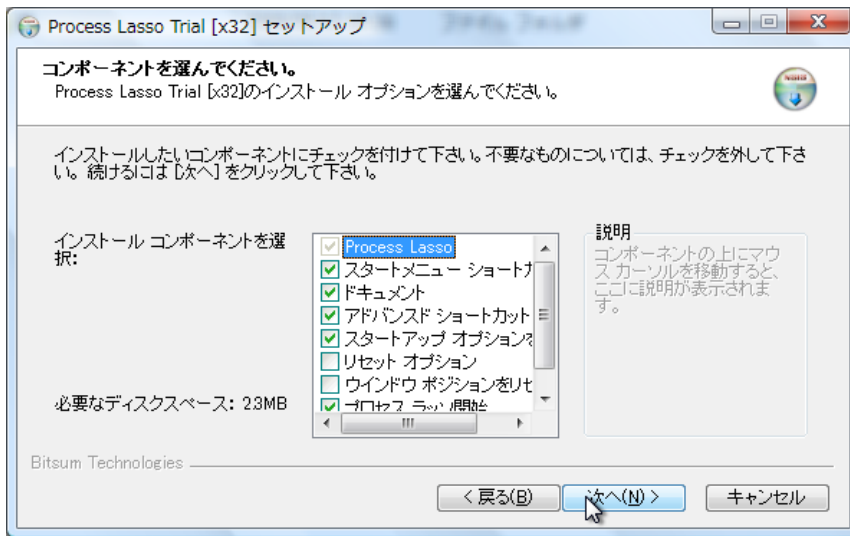 Process Lasso Trial [x32] セットアップ
コンポーネントを選んでください。
Process Lasso Trial [x32]のインストール オプションを選んでください。
インストールしたいコンポーネントにチェックを付けて下さい。不要なものについては、チェックを外して下さ
い。 続けるには [次へ] をクリックして下さい。
インストール コンポーネントを選
択:
Process Lasso
スタートメニュー ショート
ドキュメント
アドバンスド ショートカット
スタートアップ オプション
リセット オプション
ウインドウ ポジションをリセ
プロセス ラッソ開始
説明
コンポーネントの上にマウ
ス カーソルを移動すると、
ここに説明が表示されま
す。
必要なディスクスペース: 2.3MB
Bitsum Technologies
< 戻る(B)
次へ(N) >
キャンセル